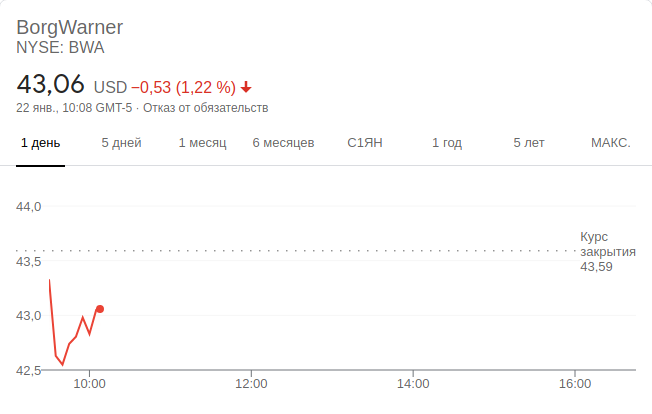 BorgWarner
NYSE: BWA
43,06 USD −0,53 (1,22 %)
22 янв., 10:08 GMT-5 · Отказ от обязательств
1 день 5 дней 1 месяц 6 месяцев С1ЯН 1 год 5 лет МАКС.
44,0
Курс
закрытия
43,5
43,59
43,0
42,5
10:00 12:00 14:00 16:00